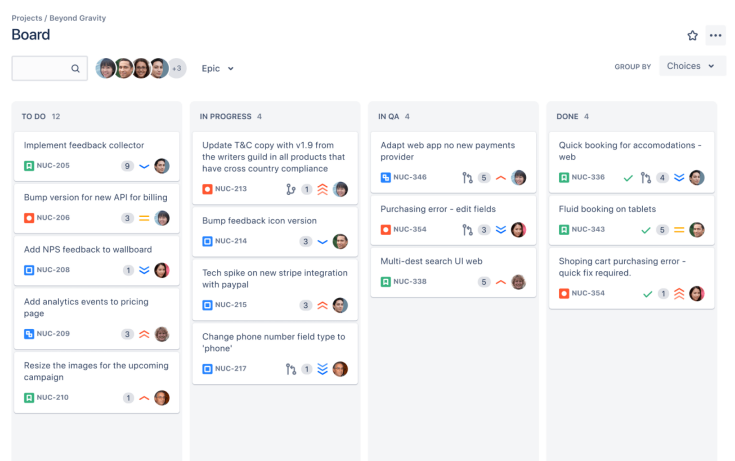 Projects / Beyond Gravity
Board
+3
Epic
GROUP BY
Choices
TO DO 12
Implement feedback collector
NUC-205
9
Bump version for new API for billing
NUC-206
3
Add NPS feedback to wallboard
NUC-208
1
Add analytics events to pricing
page
NUC-209
3
Resize the images for the upcoming
campaign
NUC-210
1
IN PROGRESS 4
Update T&C copy with v1.9 from
the writers guild in all products that
have cross country compliance
NUC-213
1
Bump feedback icon version
NUC-214
3
Tech spike on new stripe integration
with paypal
NUC-215
3
Change phone number field type to
'phone'
NUC-217
1
IN QA 4
Adapt web app no new payments
provider
NUC-346
5
Purchasing error - edit fields
NUC-354
3
Multi-dest search UI web
NUC-338
5
DONE 4
Quick booking for accomodations -
web
NUC-336
4
Fluid booking on tablets
NUC-343
5
Shoping cart purchasing error -
quick fix required.
NUC-354
1